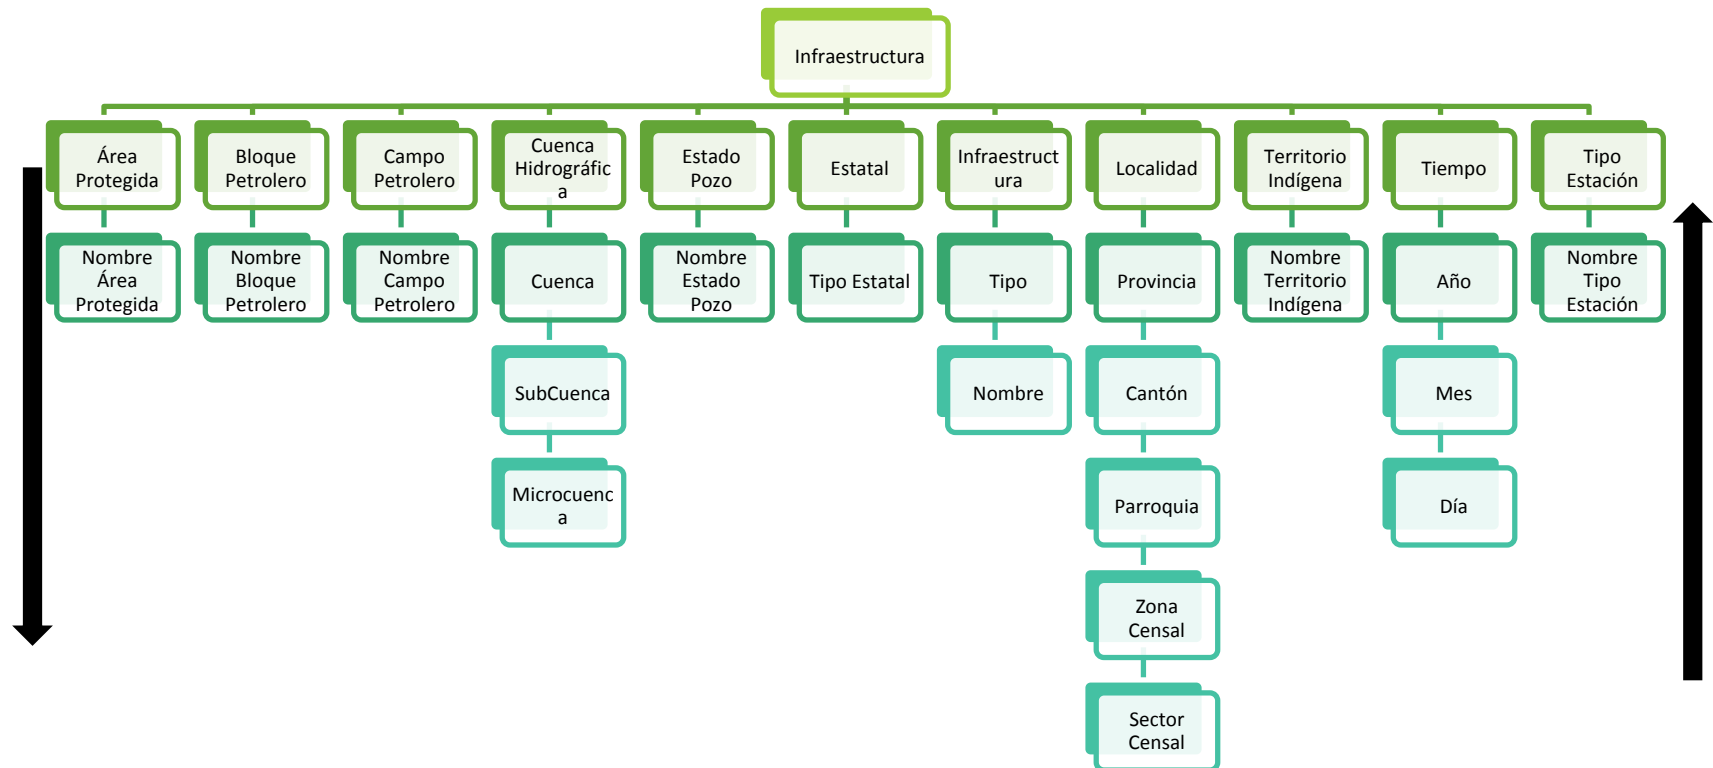 Infraestructura
Área
Protegida
Bloque
Petrolero
Campo
Petrolero
Cuenca
Hidrográfic
a
Estado
Pozo
Estatal
Infraestruct
ura
Localidad
Territorio
Indígena
Tiempo
Tipo
Estación
Nombre
Área
Protegida
Nombre
Bloque
Petrolero
Nombre
Campo
Petrolero
Cuenca
Nombre
Estado
Pozo
Tipo Estatal
Tipo
Provincia
Nombre
Territorio
Indígena
Año
Nombre
Tipo
Estación
SubCuenca
Nombre
Cantón
Mes
Microcuenc
a
Parroquia
Día
Zona
Censal
Sector
Censal